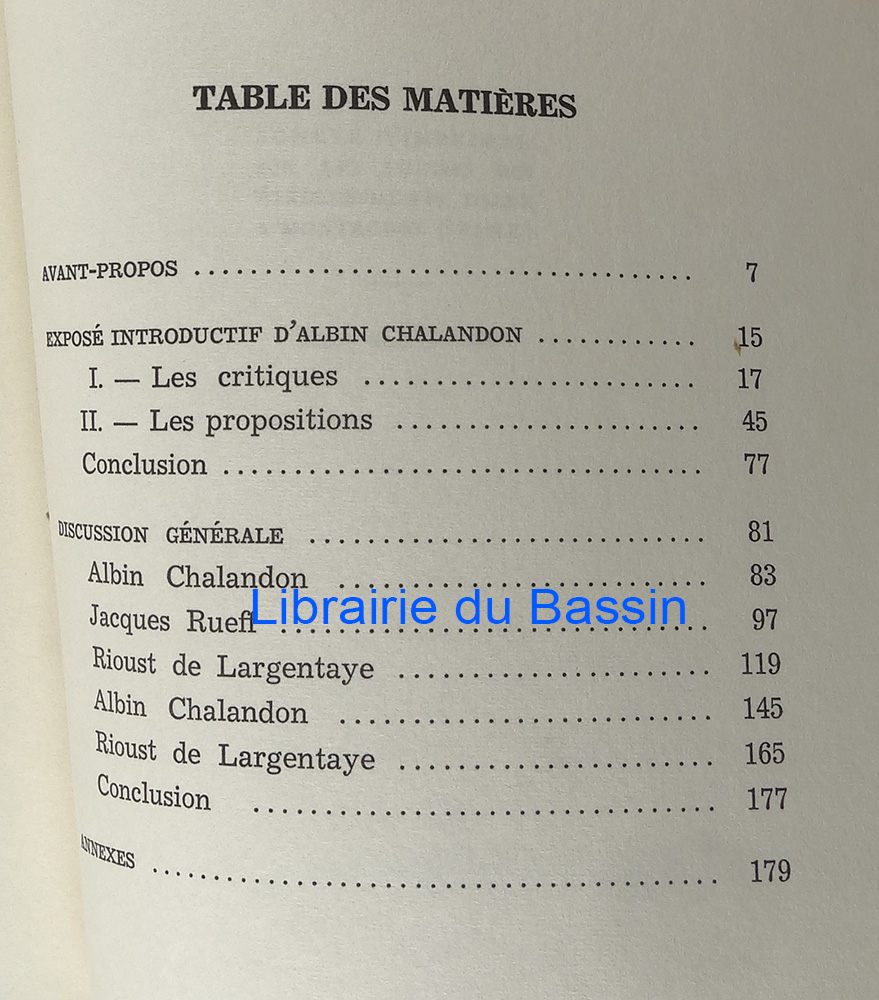 TABLE DES MATIÈRES
AVANT-PROPOS ........................................ 7
EXPOSÉ INTRODUCTIF D'ALBIN CHALANDON ............ 15
I. — Les critiques ........................ 17
II. — Les propositions ...................... 45
Conclusion .................................. 77
DISCUSSION GÉNÉRALE ............................ 81
Albin Chalandon .......................... 83
Librairie du Bassin
Jacques Rueff .............................. 97
Rioust de Largentaye ...................... 119
Albin Chalandon .......................... 145
Rioust de Largentaye ...................... 165
Conclusion ................................ 177
ANNEXES ........................................ 179